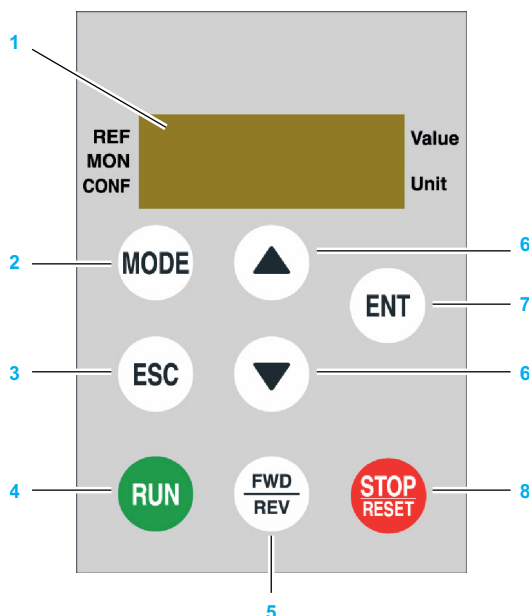 1
REF
Value
MON
CONF
Unit
2
MODE
6
ENT
7
3
ESC
6
4
RUN
FWD
REV
STOP
RESET
8
5